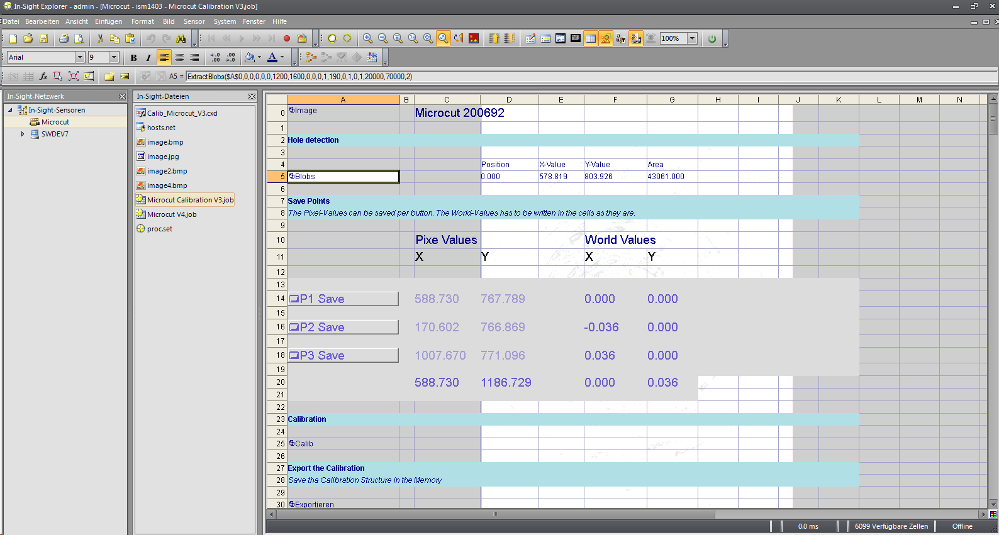 In-Sight Explorer - admin - [Microcut - ism1403 - Microcut Calibration V3.job]
Datei Bearbeiten Ansicht Einfügen Format Bild Sensor System Fenster Hilfe
100%
Arial 9 B I
A5 = ExtractBlobs($A$0,0,0,0,0,0,1200,1600,0,0,0,1,190,0,1,0,1,20000,70000,2)
In-Sight-Netzwerk
In-Sight-Sensoren
Microcut
SWDEV7
In-Sight-Dateien
Calib_Microcut_V3.cxd
hosts.net
image.bmp
image.jpg
image2.bmp
image4.bmp
Microcut Calibration V3.job
Microcut V4.job
proc.set
A B C D E F G H I J K L M N
0 Image Microcut 200692
1
2 Hole detection
3
4 Position X-Value Y-Value Area
5 Blobs 0.000 578.819 803.926 43061.000
6
7 Save Points
8 The Pixel-Values can be saved per button. The World-Values has to be written in the cells as they are.
9
10 Pixe Values World Values
11 X Y X Y
12 0
13
14 P1 Save 588.730 767.789 0.000 0.000
15
16 P2 Save 170.602 766.869 -0.036 0.000
17
18 P3 Save 1007.670 771.096 0.036 0.000
19
20 588.730 1186.729 0.000 0.036
21
22
23 Calibration
24
25 Calib
26
27 Export the Calibration
28 Save tha Calibration Structure in the Memory
29
30 Exportieren
0.0 ms 6099 Verfügbare Zellen Offline